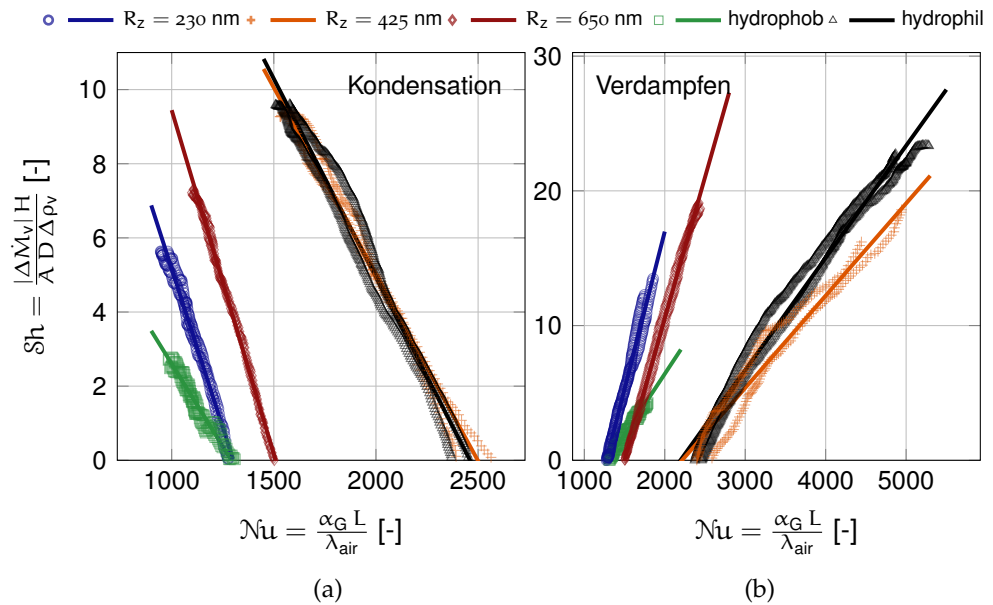 R_z = 230 nm R_z = 425 nm R_z = 650 nm hydrophob hydrophil
Sh = |ΔṀ_v| H / A D Δρ_v [-]
10
8
6
4
2
0
1000 1500 2000 2500
Kondensation
Nu = α_G L / λ_air [-]
(a)
30
20
10
0
1000 2000 3000 4000 5000
Verdampfen
Nu = α_G L / λ_air [-]
(b)